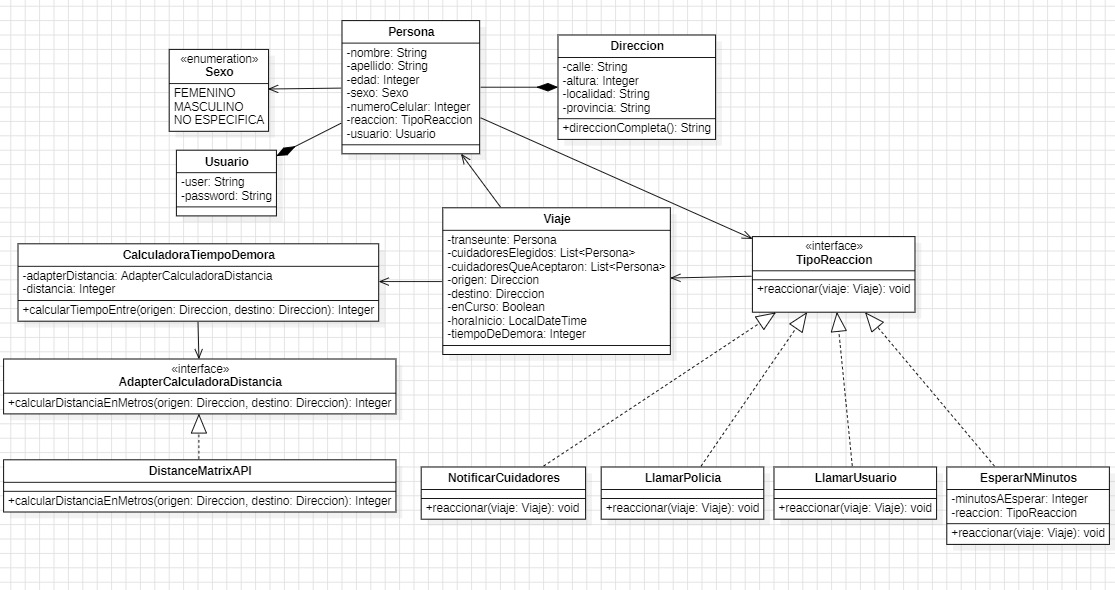 Persona
-nombre: String
-apellido: String
-edad: Integer
-sexo: Sexo
-numeroCelular: Integer
-reaccion: TipoReaccion
-usuario: Usuario
«enumeration»
Sexo
FEMENINO
MASCULINO
NO ESPECIFICA
Direccion
-calle: String
-altura: Integer
-localidad: String
-provincia: String
+direccionCompleta(): String
Usuario
-user: String
-password: String
Viaje
-transeunte: Persona
-cuidadoresElegidos: List<Persona>
-cuidadoresQueAceptaron: List<Persona>
-origen: Direccion
-destino: Direccion
-enCurso: Boolean
-horaInicio: LocalDateTime
-tiempoDeDemora: Integer
«interface»
TipoReaccion
+reaccionar(viaje: Viaje): void
CalculadoraTiempoDemora
-adapterDistancia: AdapterCalculadoraDistancia
-distancia: Integer
+calcularTiempoEntre(origen: Direccion, destino: Direccion): Integer
«interface»
AdapterCalculadoraDistancia
+calcularDistanciaEnMetros(origen: Direccion, destino: Direccion): Integer
DistanceMatrixAPI
+calcularDistanciaEnMetros(origen: Direccion, destino: Direccion): Integer
NotificarCuidadores
+reaccionar(viaje: Viaje): void
LlamarPolicia
+reaccionar(viaje: Viaje): void
LlamarUsuario
+reaccionar(viaje: Viaje): void
EsperarNMinutos
-minutosAEsperar: Integer
-reaccion: TipoReaccion
+reaccionar(viaje: Viaje): void